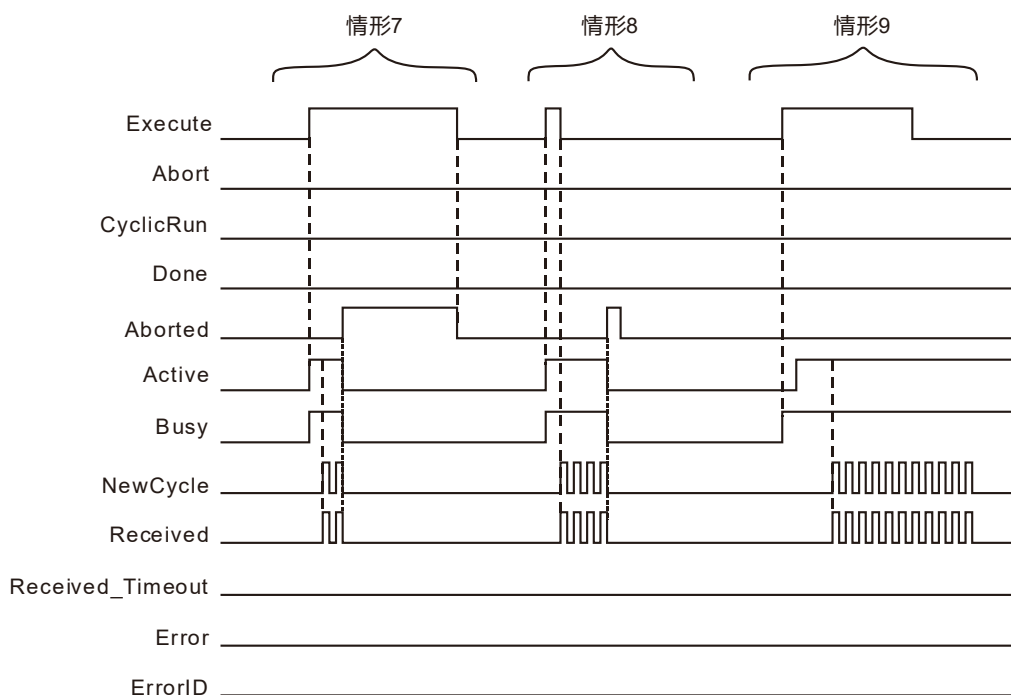 情形7 情形8 情形9
Execute
Abort
CyclicRun
Done
Aborted
Active
Busy
NewCycle
Received
Received_Timeout
Error
ErrorID